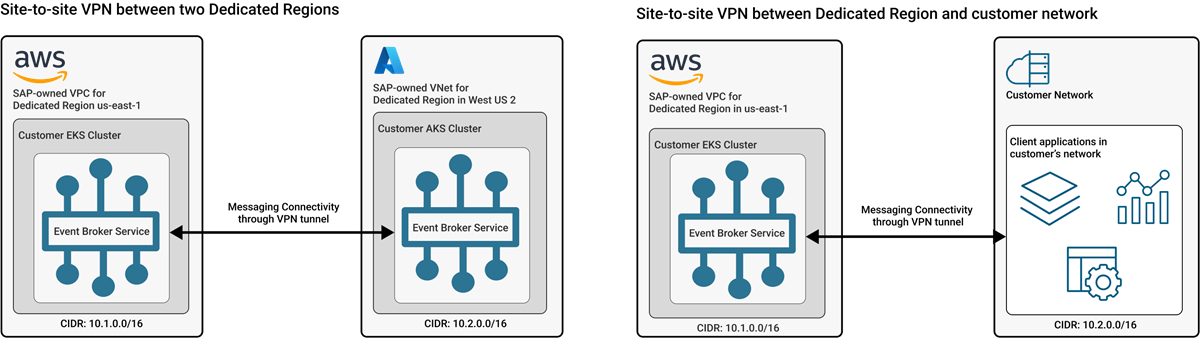 Site-to-site VPN between two Dedicated Regions
aws
SAP-owned VPC for
Dedicated Region us-east-1
Customer EKS Cluster
Event Broker Service
CIDR: 10.1.0.0/16
Messaging Connectivity
through VPN tunnel
SAP-owned VNet for
Dedicated Region in West US 2
Customer AKS Cluster
Event Broker Service
CIDR: 10.2.0.0/16
Site-to-site VPN between Dedicated Region and customer network
aws
SAP-owned VPC for
Dedicated Region in us-east-1
Customer EKS Cluster
Event Broker Service
CIDR: 10.1.0.0/16
Messaging Connectivity
through VPN tunnel
Customer Network
Client applications in
customer's network
CIDR: 10.2.0.0/16